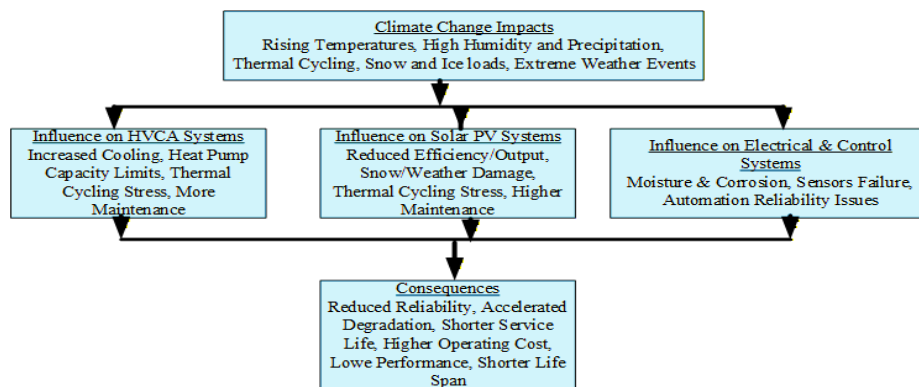 Climate Change Impacts
Rising Temperatures, High Humidity and Precipitation,
Thermal Cycling, Snow and Ice loads, Extreme Weather Events
Influence on HVCA Systems
Increased Cooling, Heat Pump
Capacity Limits, Thermal
Cycling Stress, More
Maintenance
Influence on Solar PV Systems
Reduced Efficiency/Output,
Snow/Weather Damage,
Thermal Cycling Stress, Higher
Maintenance
Influence on Electrical & Control
Systems
Moisture & Corrosion, Sensors Failure,
Automation Reliability Issues
Consequences
Reduced Reliability, Accelerated
Degradation, Shorter Service
Life, Higher Operating Cost,
Lowe Performance, Shorter Life
Span